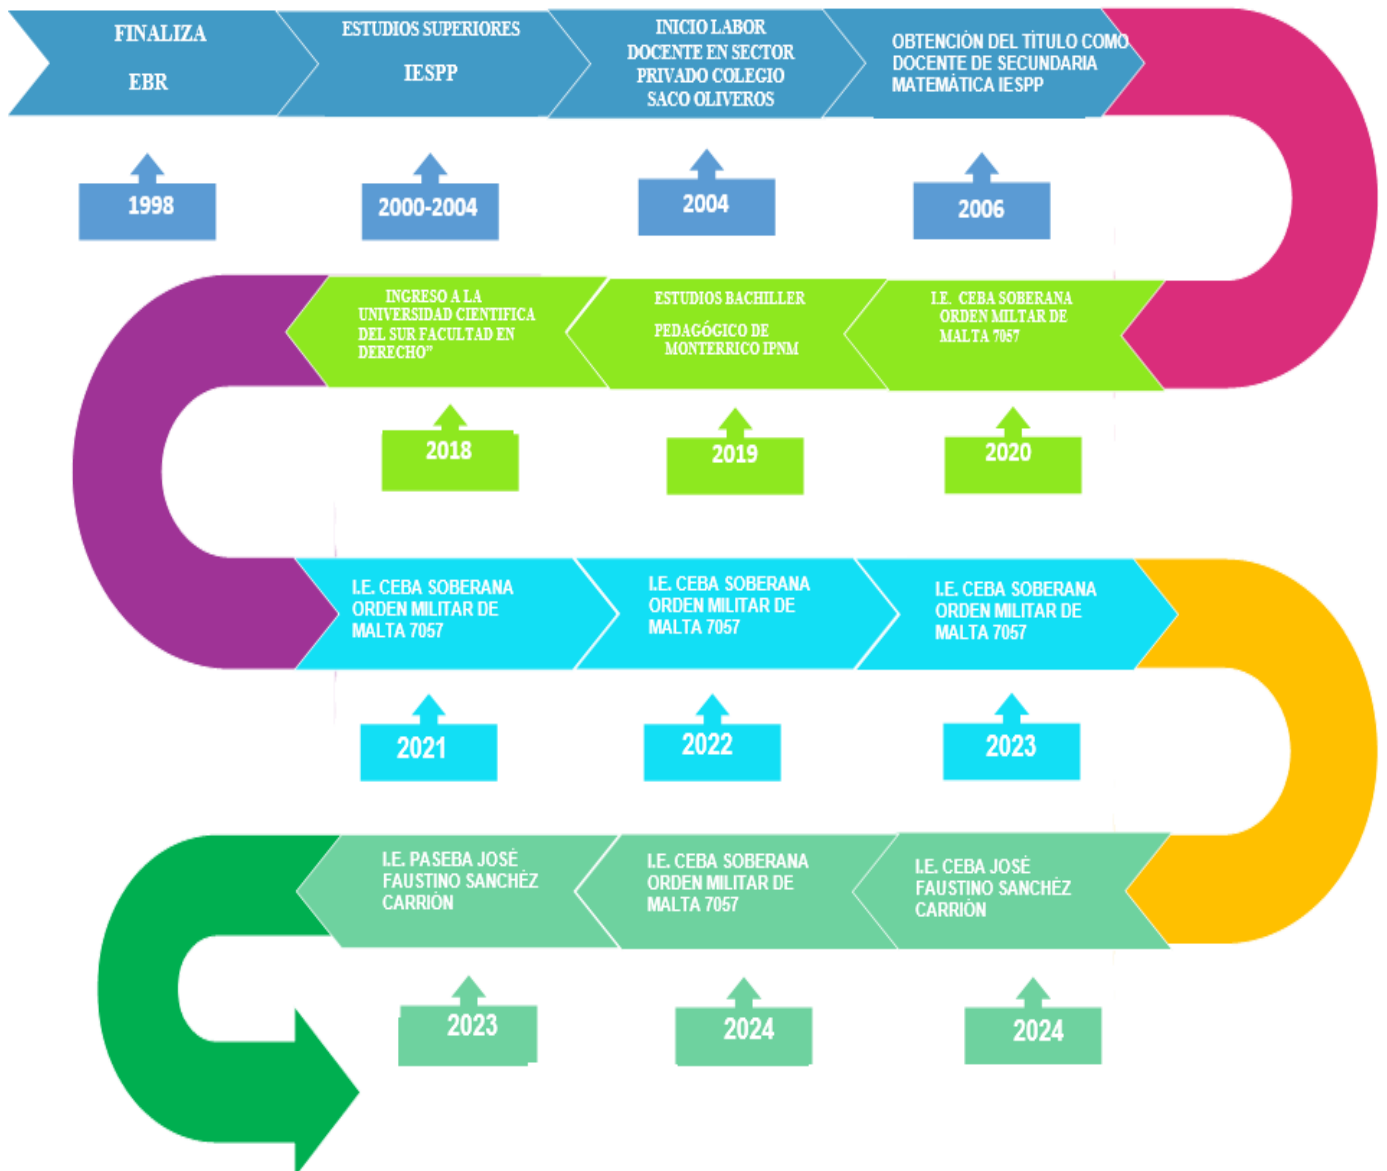 FINALIZA
EBR
1998
ESTUDIOS SUPERIORES
IESPP
2000-2004
INICIO LABOR
DOCENTE EN SECTOR
PRIVADO COLEGIO
SACO OLIVEROS
2004
OBTENCIÓN DEL TÍTULO COMO
DOCENTE DE SECUNDARIA
MATEMÀTICA IESPP
2006
INGRESO A LA
UNIVERSIDAD CIENTIFICA
DEL SUR FACULTAD EN
DERECHO”
2018
ESTUDIOS BACHILLER
PEDAGÓGICO DE
MONTERRICO IPNM
2019
I.E. CEBA SOBERANA
ORDEN MILTAR DE
MALTA 7057
2020
I.E. CEBA SOBERANA
ORDEN MILITAR DE
MALTA 7057
2021
I.E. CEBA SOBERANA
ORDEN MILITAR DE
MALTA 7057
2022
I.E. CEBA SOBERANA
ORDEN MILITAR DE
MALTA 7057
2023
I.E. PASEBA JOSÉ
FAUSTINO SANCHÉZ
CARRIÓN
2023
I.E. CEBA SOBERANA
ORDEN MILITAR DE
MALTA 7057
2024
I.E. CEBA JOSÉ
FAUSTINO SANCHÉZ
CARRIÓN
2024